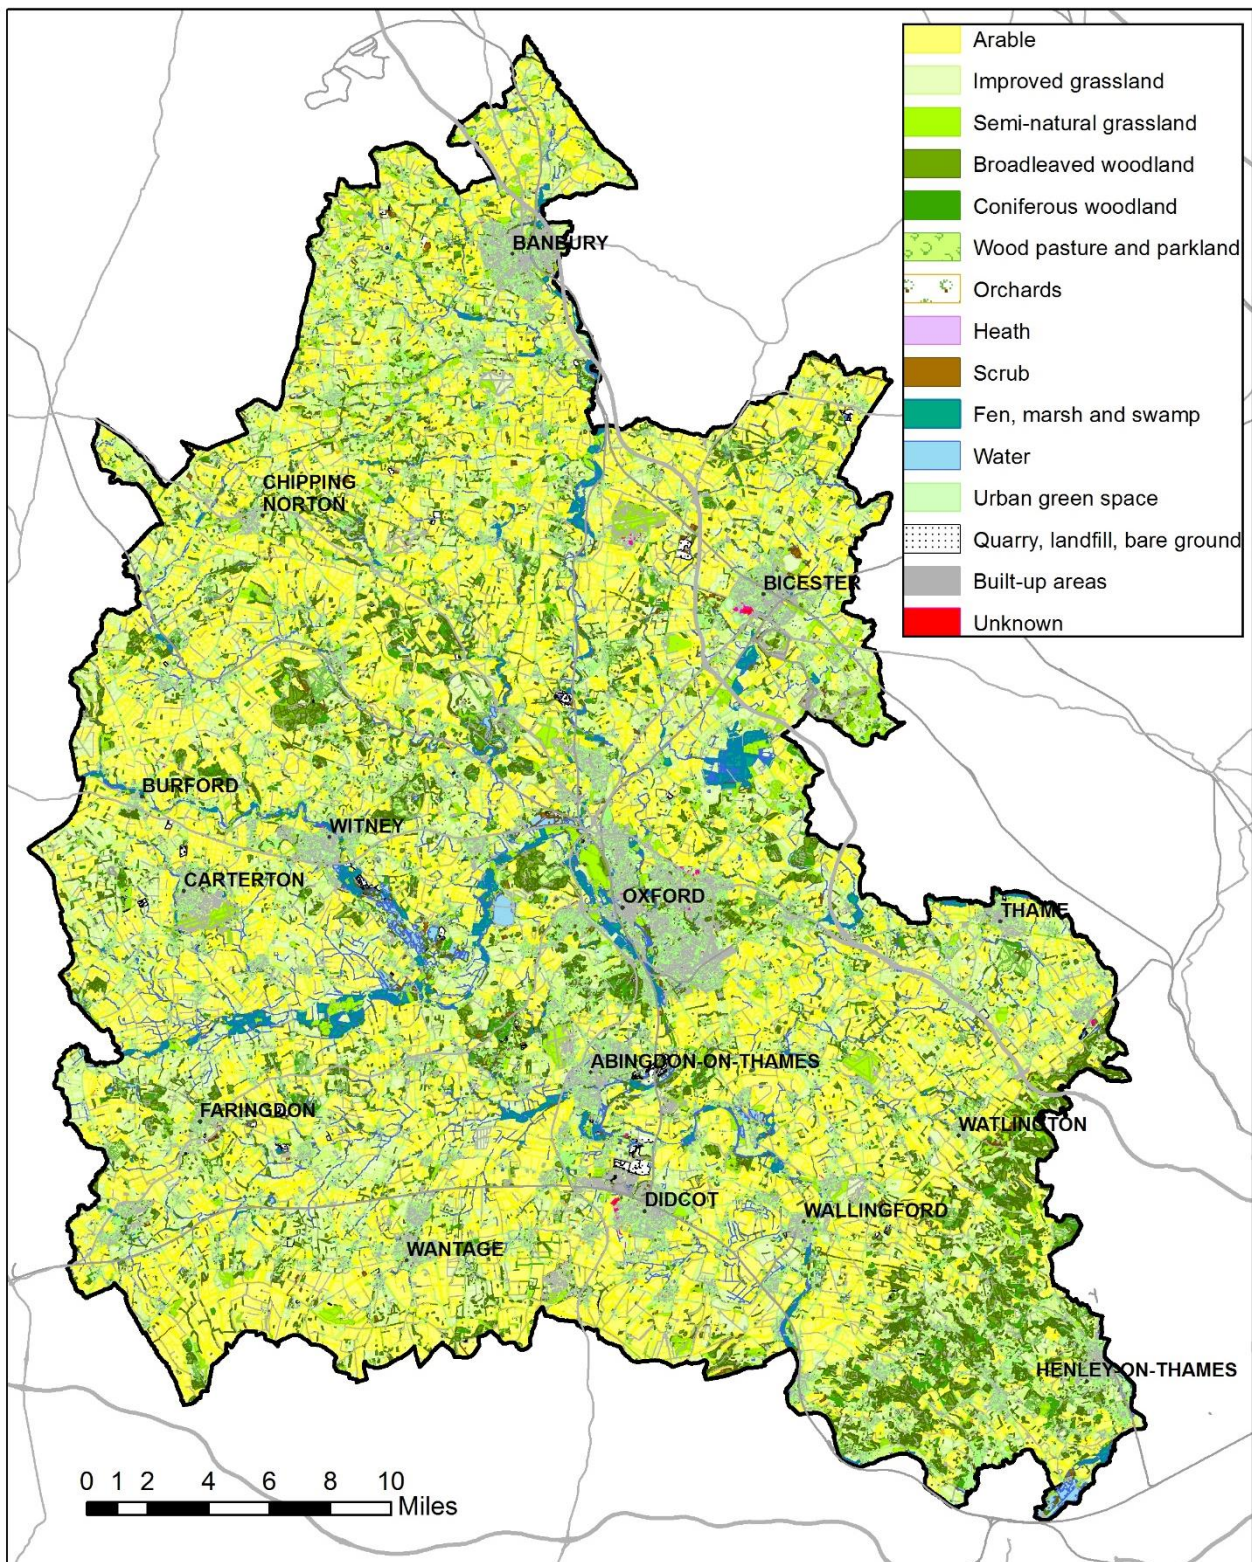 Arable
Improved grassland
Semi-natural grassland
Broadleaved woodland
Coniferous woodland
Wood pasture and parkland
Orchards
Heath
Scrub
Fen, marsh and swamp
Water
Urban green space
Quarry, landfill, bare ground
Built-up areas
Unknown
BANBURY
CHIPPING
NORTON
BICESTER
BURFORD
WITNEY
CARTERTON
OXFORD
THAME
ABINGDON-ON-THAMES
FARINGDON
WATLINGTON
DIDCOT
WALLINGFORD
WANTAGE
HENLEY-ON-THAMES
0 1 2 4 6 8 10
Miles